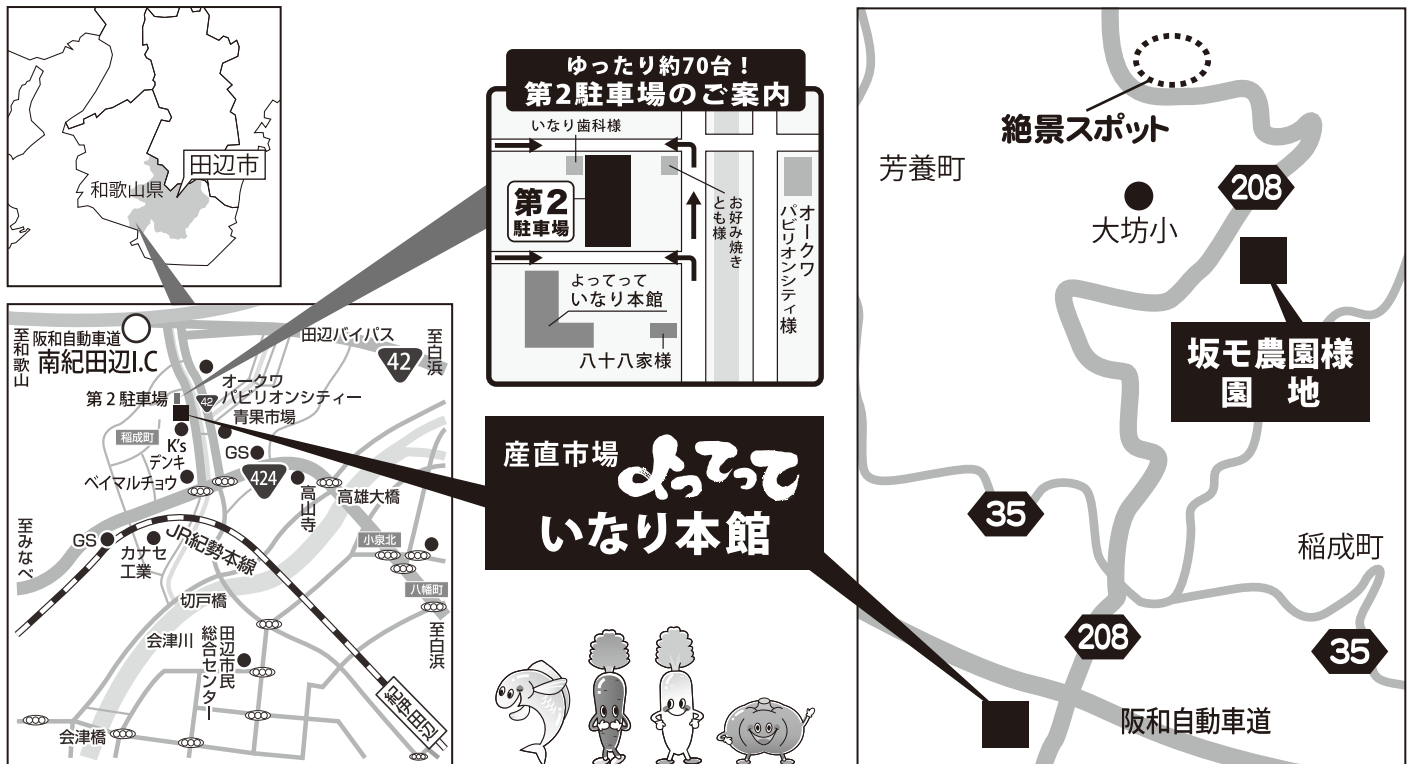 和歌山県
田辺市
ゆったり約70台！
第2駐車場のご案内
いなり歯科様
第2
駐車場
お好み焼き
とも様
オークワ
パビリオンシティ様
よってって
いなり本館
八十八家様
至和歌山
阪和自動車道
南紀田辺I.C
田辺バイパス
42
至白浜
第2駐車場
42
オークワ
パビリオンシティー
青果市場
稲成町
K's
デンキ
GS
ベイマルチョウ
424
高山寺
高雄大橋
至みなべ
GS
カナセ
工業
JR紀勢本線
小泉北
八幡町
切戸橋
会津川
田辺市民
総合センター
至白浜
紀伊田辺
会津橋
産直市場
よってって
いなり本館
絶景スポット
芳養町
大坊小
208
坂モ農園様
園　地
35
稲成町
208
35
阪和自動車道